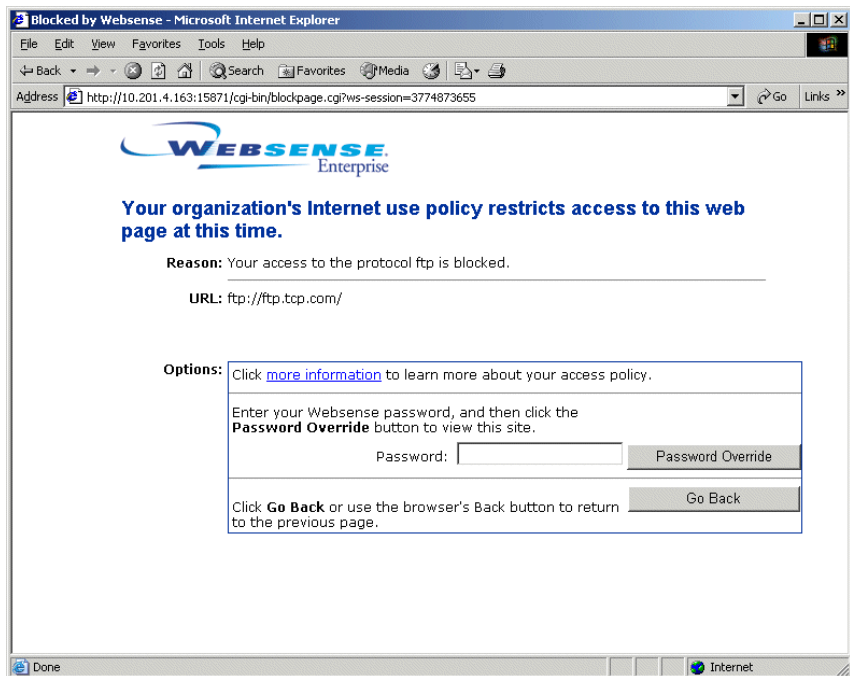 Blocked by Websense - Microsoft Internet Explorer
File Edit View Favorites Tools Help
Back Search Favorites Media
Address http://10.201.4.163:15871/cgi-bin/blockpage.cgi?ws-session=3774873655 Go Links »
WEBSENSE.
Enterprise
Your organization's Internet use policy restricts access to this web
page at this time.
Reason: Your access to the protocol ftp is blocked.
URL: ftp://ftp.tcp.com/
Options: Click more information to learn more about your access policy.
Enter your Websense password, and then click the
Password Override button to view this site.
Password: Password Override
Go Back
Click Go Back or use the browser's Back button to return
to the previous page.
Done Internet